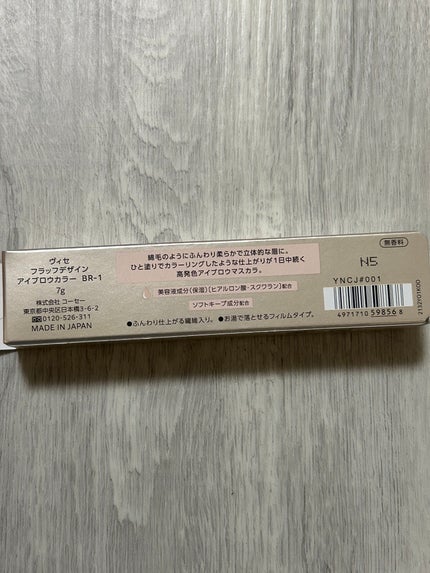 ヴィセ
フラッフデザイン
アイブロウカラー BR-1
7g
株式会社 コーセー
東京都中央区日本橋3-6-2
0120-526-311
MADE IN JAPAN
綿毛のようにふんわり柔らかで立体的な眉に。
ひと塗りでカラーリングしたような仕上がりが1日中続く
高発色アイブロウマスカラ。
美容液成分(保湿)〔ヒアルロン酸・スクワラン〕配合
ソフトキープ成分配合
●ふんわり仕上がる繊維入り。 ●お湯で落とせるフィルムタイプ。
無香料
N5
YNCJ#001
4971710 598568